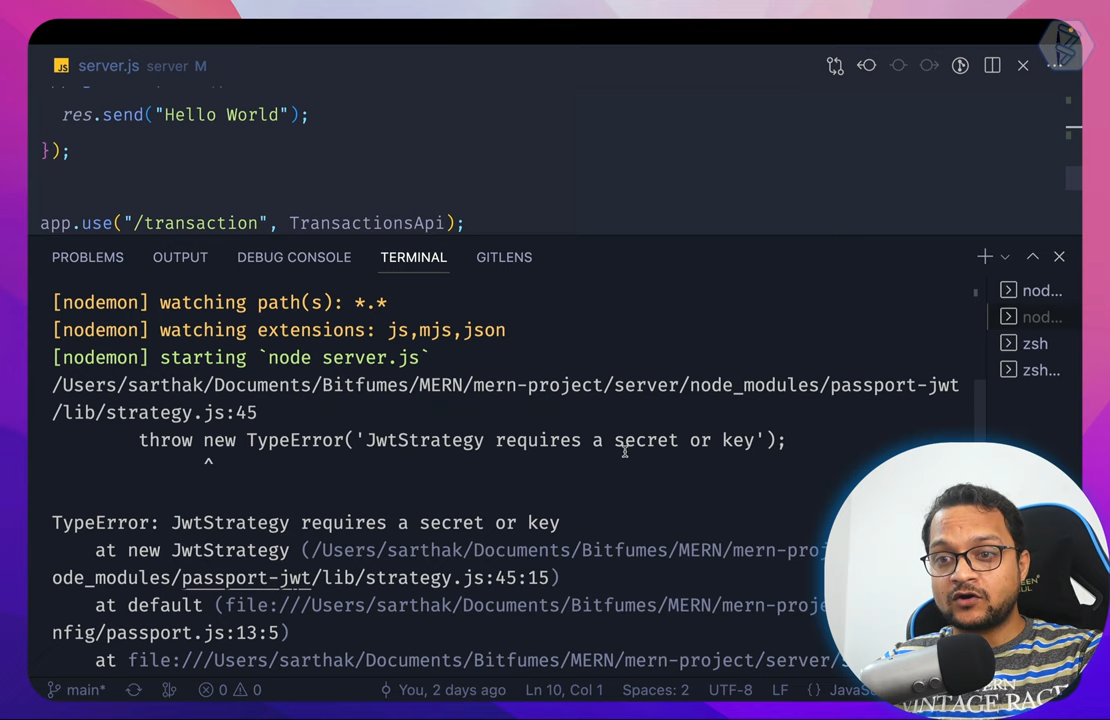 JS server.js server M
res.send("Hello World");
});
app.use("/transaction", TransactionsApi);
PROBLEMS OUTPUT DEBUG CONSOLE TERMINAL GITLENS
[nodemon] watching path(s): *.*
nod...
[nodemon] watching extensions: js,mjs,json
nod...
[nodemon] starting `node server.js`
zsh
/Users/sarthak/Documents/Bitfumes/MERN/mern-project/server/node_modules/passport-jwt
zsh...
/lib/strategy.js:45
throw new TypeError('JwtStrategy requires a secret or key');
^
TypeError: JwtStrategy requires a secret or key
at new JwtStrategy (/Users/sarthak/Documents/Bitfumes/MERN/mern-proj
ode_modules/passport-jwt/lib/strategy.js:45:15)
at default (file:///Users/sarthak/Documents/Bitfumes/MERN/mern-proje
nfig/passport.js:13:5)
at file:///Users/sarthak/Documents/Bitfumes/MERN/mern-project/server/s
main* 0 0 You, 2 days ago Ln 10, Col 1 Spaces: 2 UTF-8 LF {} JavaS
VINTAGE RACE